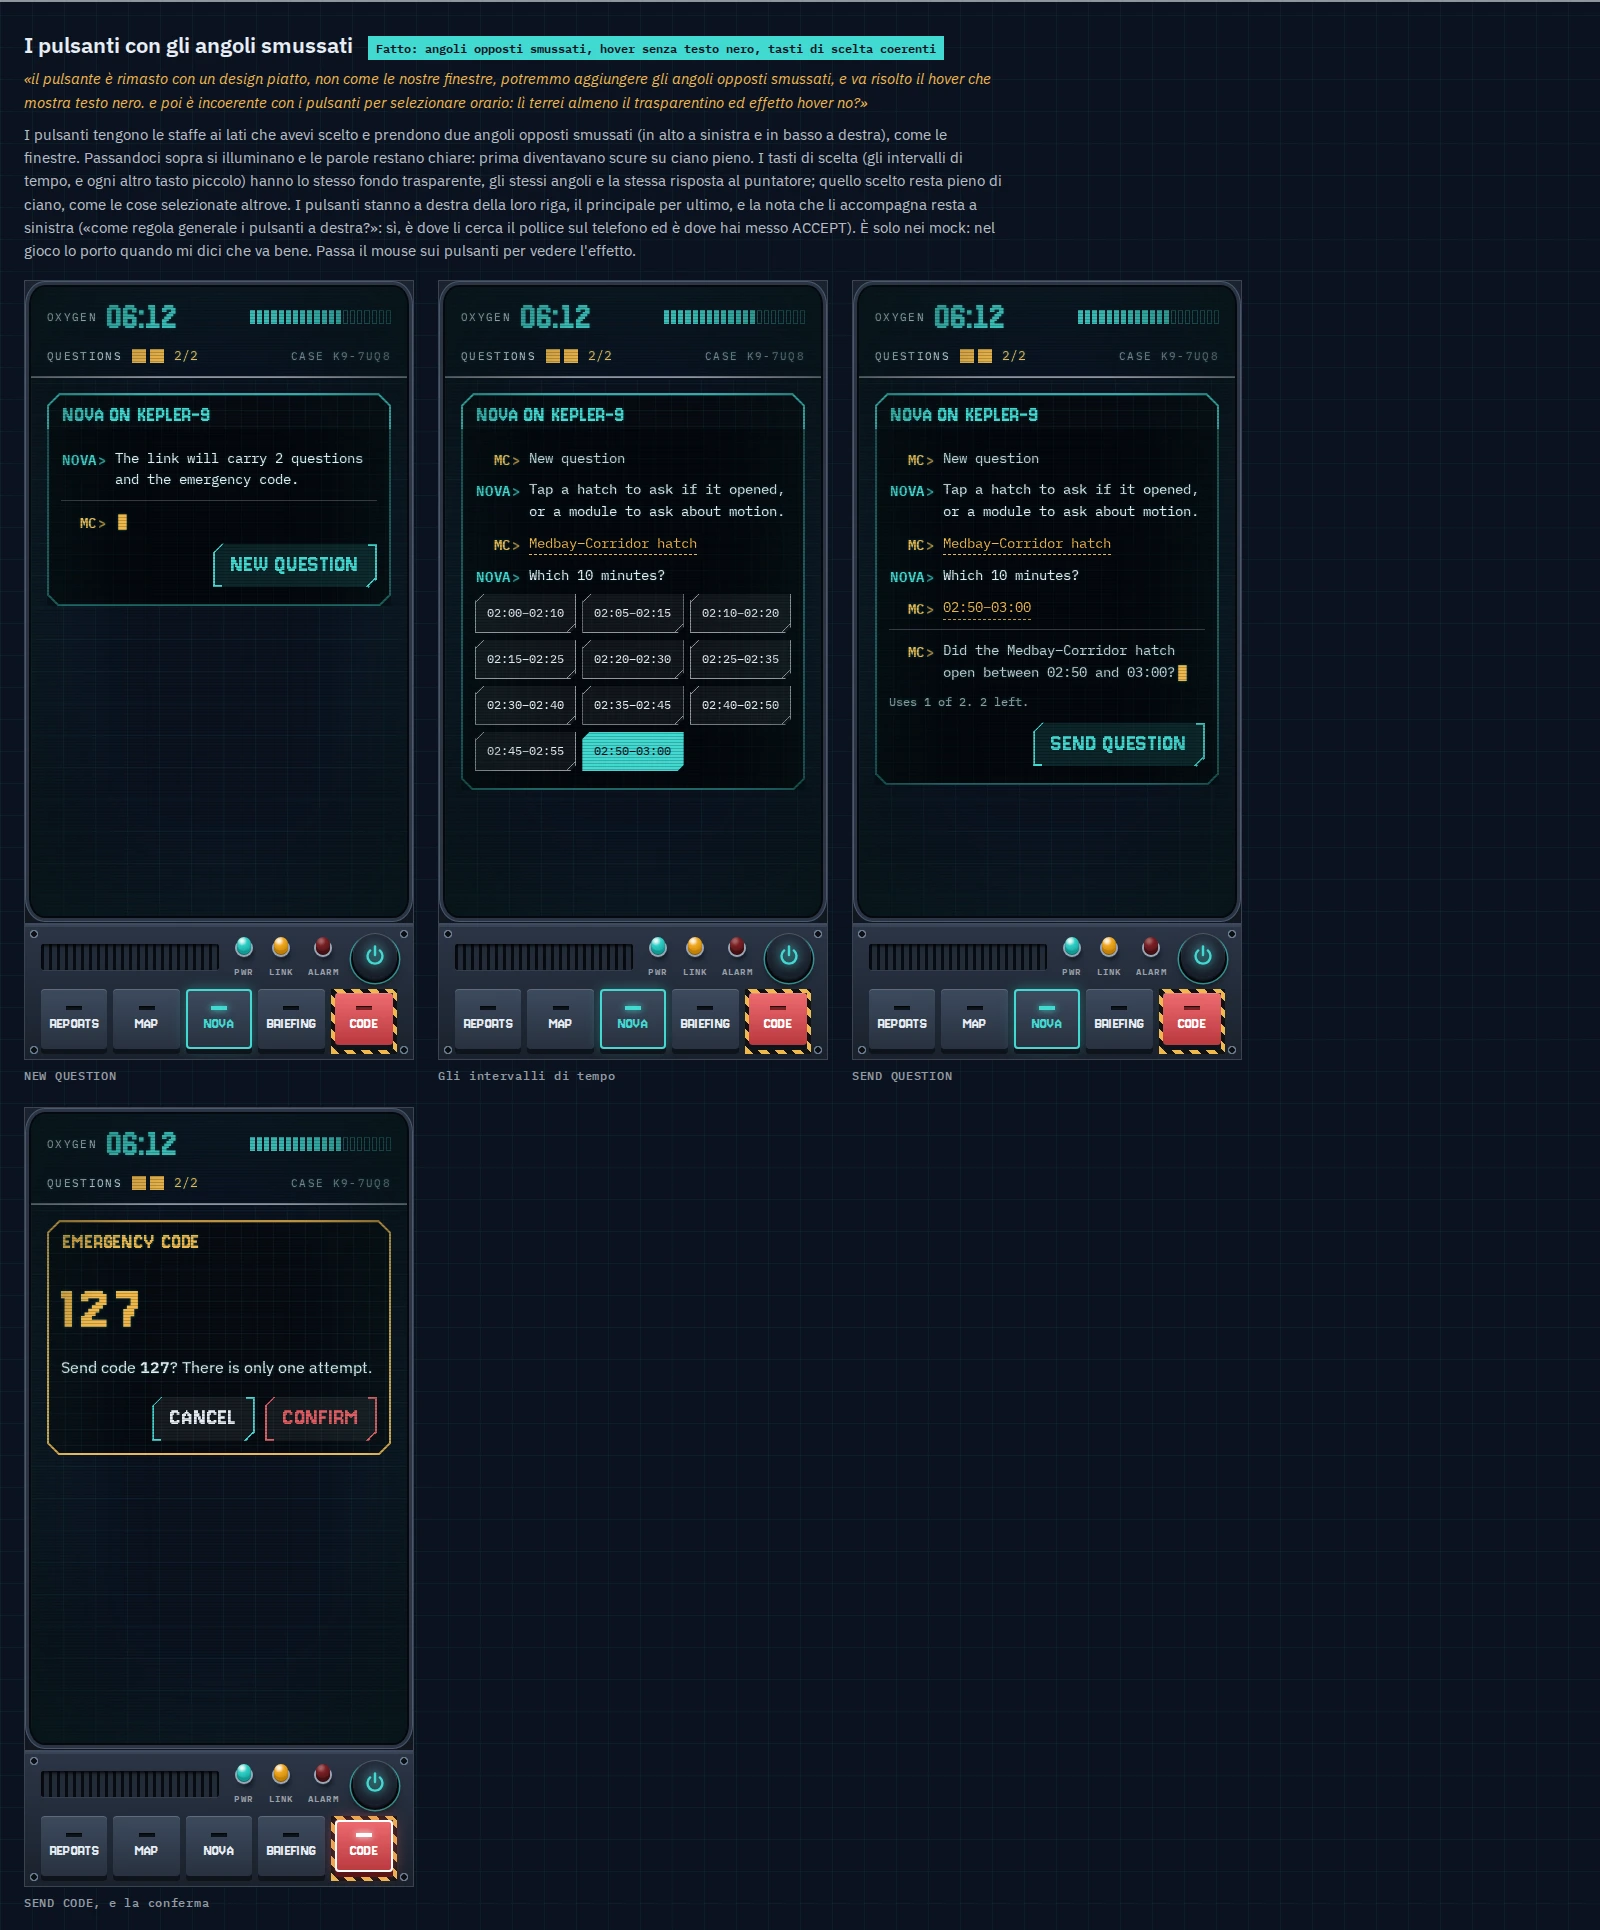 I pulsanti con gli angoli smussati
Fatto: angoli opposti smussati, hover senza testo nero, tasti di scelta coerenti
«il pulsante è rimasto con un design piatto, non come le nostre finestre, potremmo aggiungere gli angoli opposti smussati, e va risolto il hover che
mostra testo nero. e poi è incoerente con i pulsanti per selezionare orario: lì terrei almeno il trasparentino ed effetto hover no?»
I pulsanti tengono le staffe ai lati che avevi scelto e prendono due angoli opposti smussati (in alto a sinistra e in basso a destra), come le
finestre. Passandoci sopra si illuminano e le parole restano chiare: prima diventavano scure su ciano pieno. I tasti di scelta (gli intervalli di
tempo, e ogni altro tasto piccolo) hanno lo stesso fondo trasparente, gli stessi angoli e la stessa risposta al puntatore; quello scelto resta pieno di
ciano, come le cose selezionate altrove. I pulsanti stanno a destra della loro riga, il principale per ultimo, e la nota che li accompagna resta a
sinistra («come regola generale i pulsanti a destra?»: sì, è dove li cerca il pollice sul telefono ed è dove hai messo ACCEPT). È solo nei mock: nel
gioco lo porto quando mi dici che va bene. Passa il mouse sui pulsanti per vedere l'effetto.
OXYGEN 06:12
QUESTIONS 2/2 CASE K9-7UQ8
NOVA ON KEPLER-9
NOVA> The link will carry 2 questions
and the emergency code.
MC>
NEW QUESTION
PWR LINK ALARM
REPORTS MAP NOVA BRIEFING CODE
NEW QUESTION
OXYGEN 06:12
QUESTIONS 2/2 CASE K9-7UQ8
NOVA ON KEPLER-9
MC> New question
NOVA> Tap a hatch to ask if it opened,
or a module to ask about motion.
MC> Medbay–Corridor hatch
NOVA> Which 10 minutes?
02:00–02:10 02:05–02:15 02:10–02:20
02:15–02:25 02:20–02:30 02:25–02:35
02:30–02:40 02:35–02:45 02:40–02:50
02:45–02:55 02:50–03:00
PWR LINK ALARM
REPORTS MAP NOVA BRIEFING CODE
Gli intervalli di tempo
OXYGEN 06:12
QUESTIONS 2/2 CASE K9-7UQ8
NOVA ON KEPLER-9
MC> New question
NOVA> Tap a hatch to ask if it opened,
or a module to ask about motion.
MC> Medbay–Corridor hatch
NOVA> Which 10 minutes?
MC> 02:50–03:00
MC> Did the Medbay–Corridor hatch
open between 02:50 and 03:00?
Uses 1 of 2. 2 left.
SEND QUESTION
PWR LINK ALARM
REPORTS MAP NOVA BRIEFING CODE
SEND QUESTION
OXYGEN 06:12
QUESTIONS 2/2 CASE K9-7UQ8
EMERGENCY CODE
127
Send code 127? There is only one attempt.
CANCEL CONFIRM
PWR LINK ALARM
REPORTS MAP NOVA BRIEFING CODE
SEND CODE, e la conferma